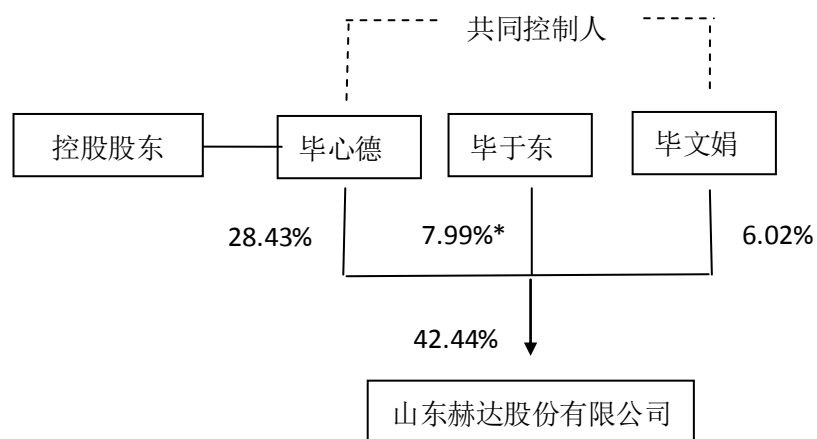 共同控制人
控股股东
毕心德
毕于东
毕文娟
28.43%
7.99%*
6.02%
42.44%
山东赫达股份有限公司